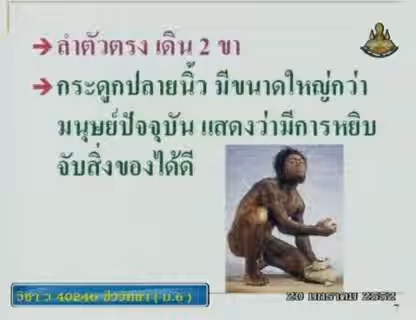 ลำตัวตรง เดิน 2 ขา
กระดูกปลายนิ้ว มีขนาดใหญ่กว่า
มนุษย์ปัจจุบัน แสดงว่ามีการหยิบ
จับสิ่งของได้ดี
วิชา ว 40246 ชีววิทยา ( ม.6 )
20 มกราคม 2552
7